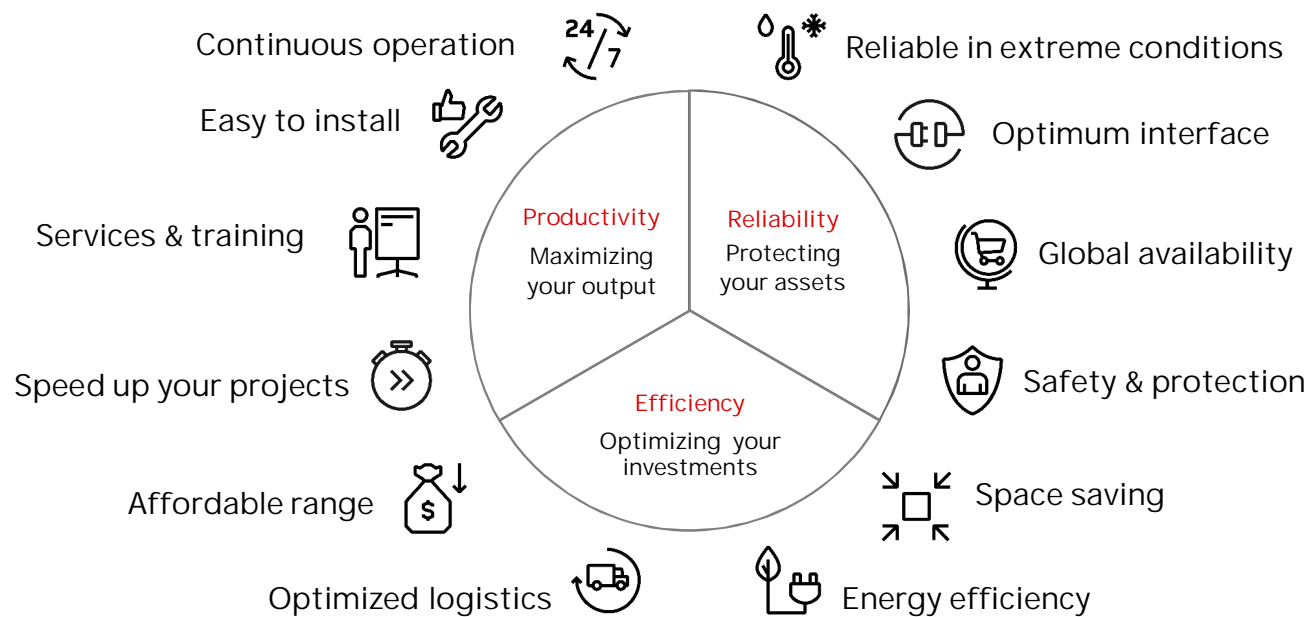 Continuous operation
24
/7
Reliable in extreme conditions
Easy to install
Optimum interface
Services & training
Productivity
Maximizing
your output
Reliability
Protecting
your assets
Global availability
Speed up your projects
Safety & protection
Efficiency
Optimizing your
investments
Affordable range
$
Space saving
Optimized logistics
Energy efficiency